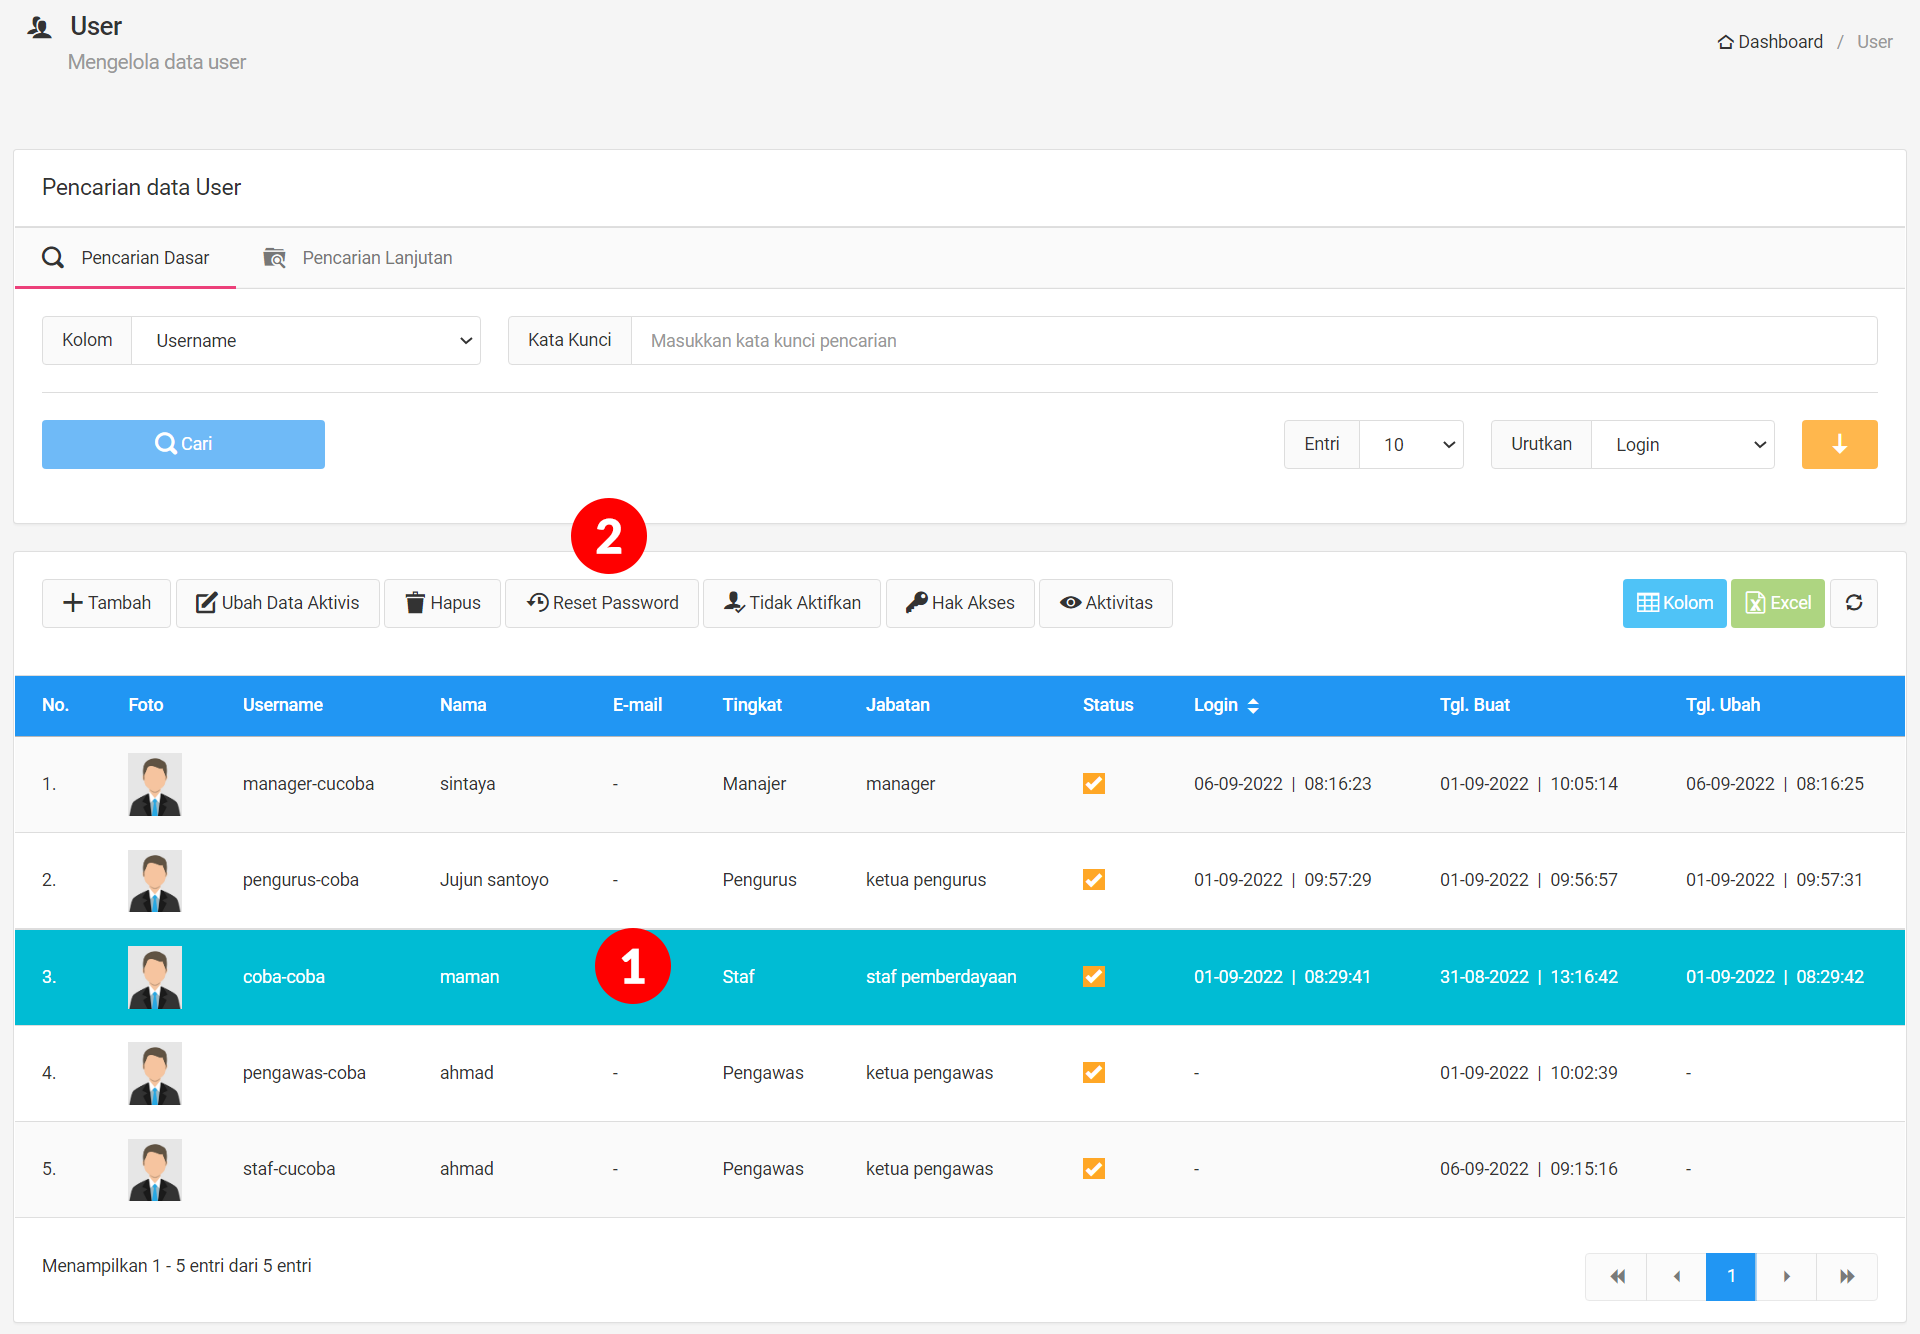 User
Mengelola data user
Dashboard / User
Pencarian data User
Pencarian Dasar Pencarian Lanjutan
Kolom Username Kata Kunci Masukkan kata kunci pencarian
Cari Entri 10 Urutkan Login
2
Tambah Ubah Data Aktivis Hapus Reset Password Tidak Aktifkan Hak Akses Aktivitas Kolom Excel
No. Foto Username Nama E-mail Tingkat Jabatan Status Login Tgl. Buat Tgl. Ubah
1. manager-cucoba sintaya - Manajer manager 06-09-2022 | 08:16:23 01-09-2022 | 10:05:14 06-09-2022 | 08:16:25
2. pengurus-coba Jujun santoyo - Pengurus ketua pengurus 01-09-2022 | 09:57:29 01-09-2022 | 09:56:57 01-09-2022 | 09:57:31
3. coba-coba maman 1 Staf staf pemberdayaan 01-09-2022 | 08:29:41 31-08-2022 | 13:16:42 01-09-2022 | 08:29:42
4. pengawas-coba ahmad - Pengawas ketua pengawas - 01-09-2022 | 10:02:39 -
5. staf-cucoba ahmad - Pengawas ketua pengawas - 06-09-2022 | 09:15:16 -
Menampilkan 1 - 5 entri dari 5 entri
1